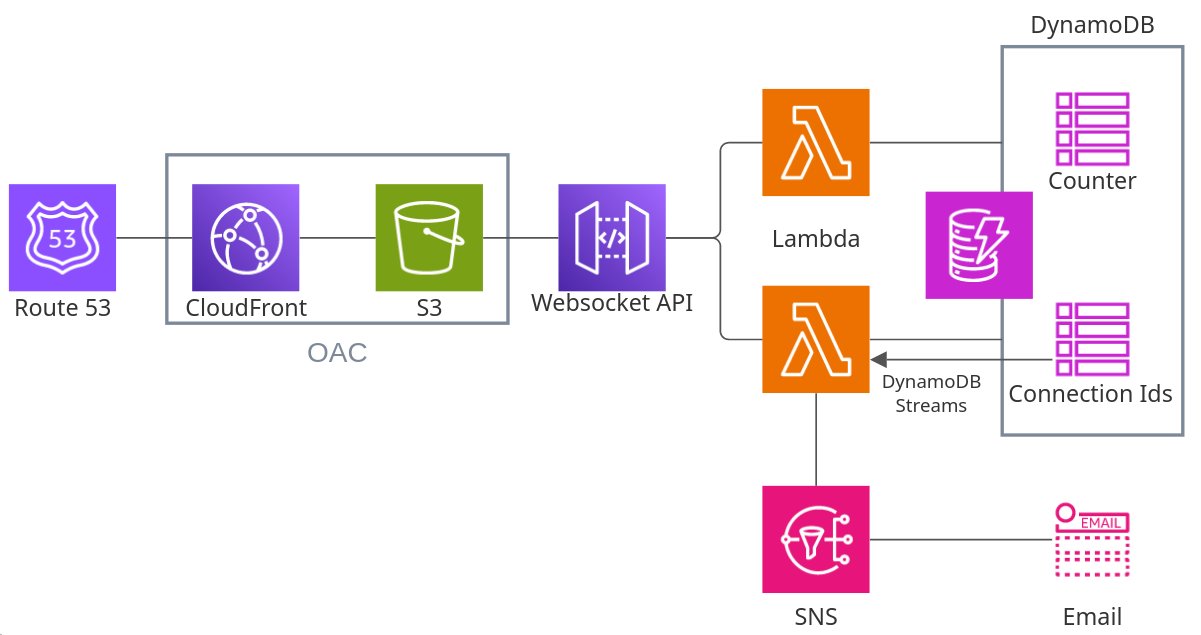 DynamoDB
Counter
53
Lambda
Route 53
CloudFront
S3
Websocket API
OAC
DynamoDB
Streams
Connection Ids
EMAIL
SNS
Email